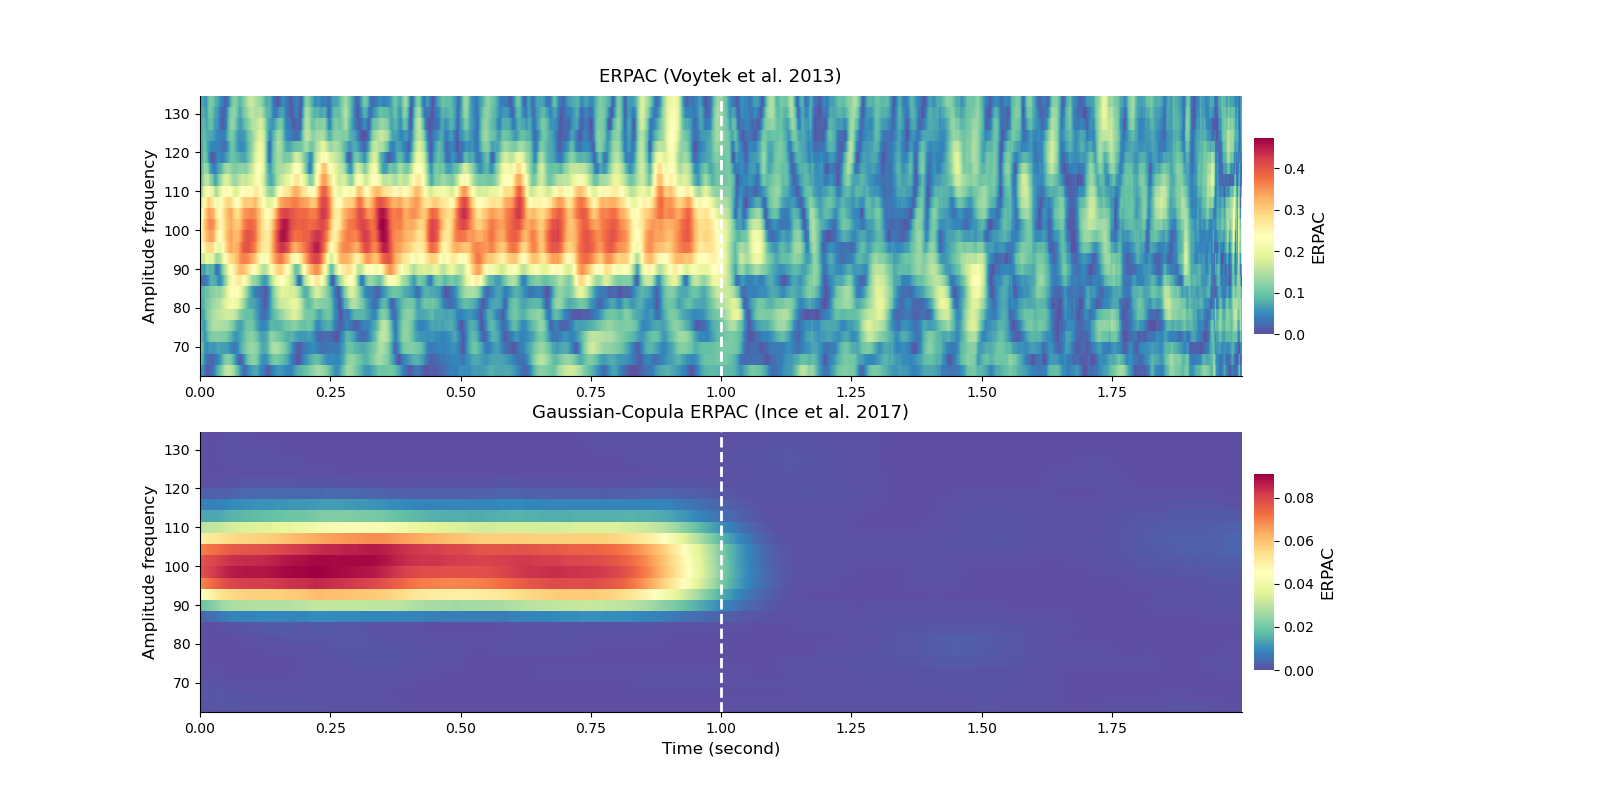 ERPAC (Voytek et al. 2013)
Amplitude frequency
130
120
110
100
90
80
70
0.00 0.25 0.50 0.75 1.00 1.25 1.50 1.75
0.4
0.3
0.2
0.1
0.0
ERPAC
Gaussian-Copula ERPAC (Ince et al. 2017)
Amplitude frequency
130
120
110
100
90
80
70
0.00 0.25 0.50 0.75 1.00 1.25 1.50 1.75
Time (second)
0.08
0.06
0.04
0.02
0.00
ERPAC